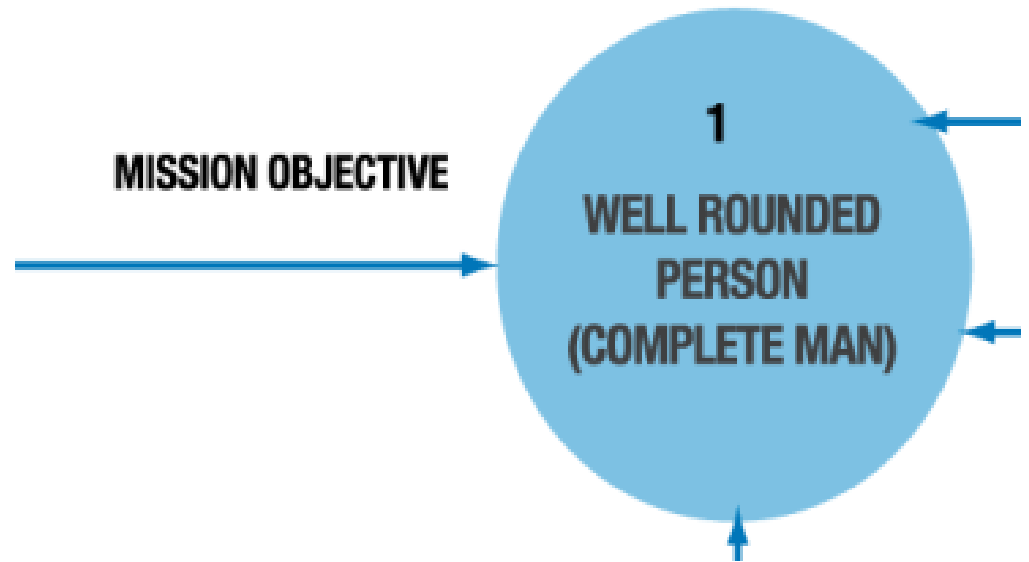 MISSION OBJECTIVE
1
WELL ROUNDED
PERSON
(COMPLETE MAN)